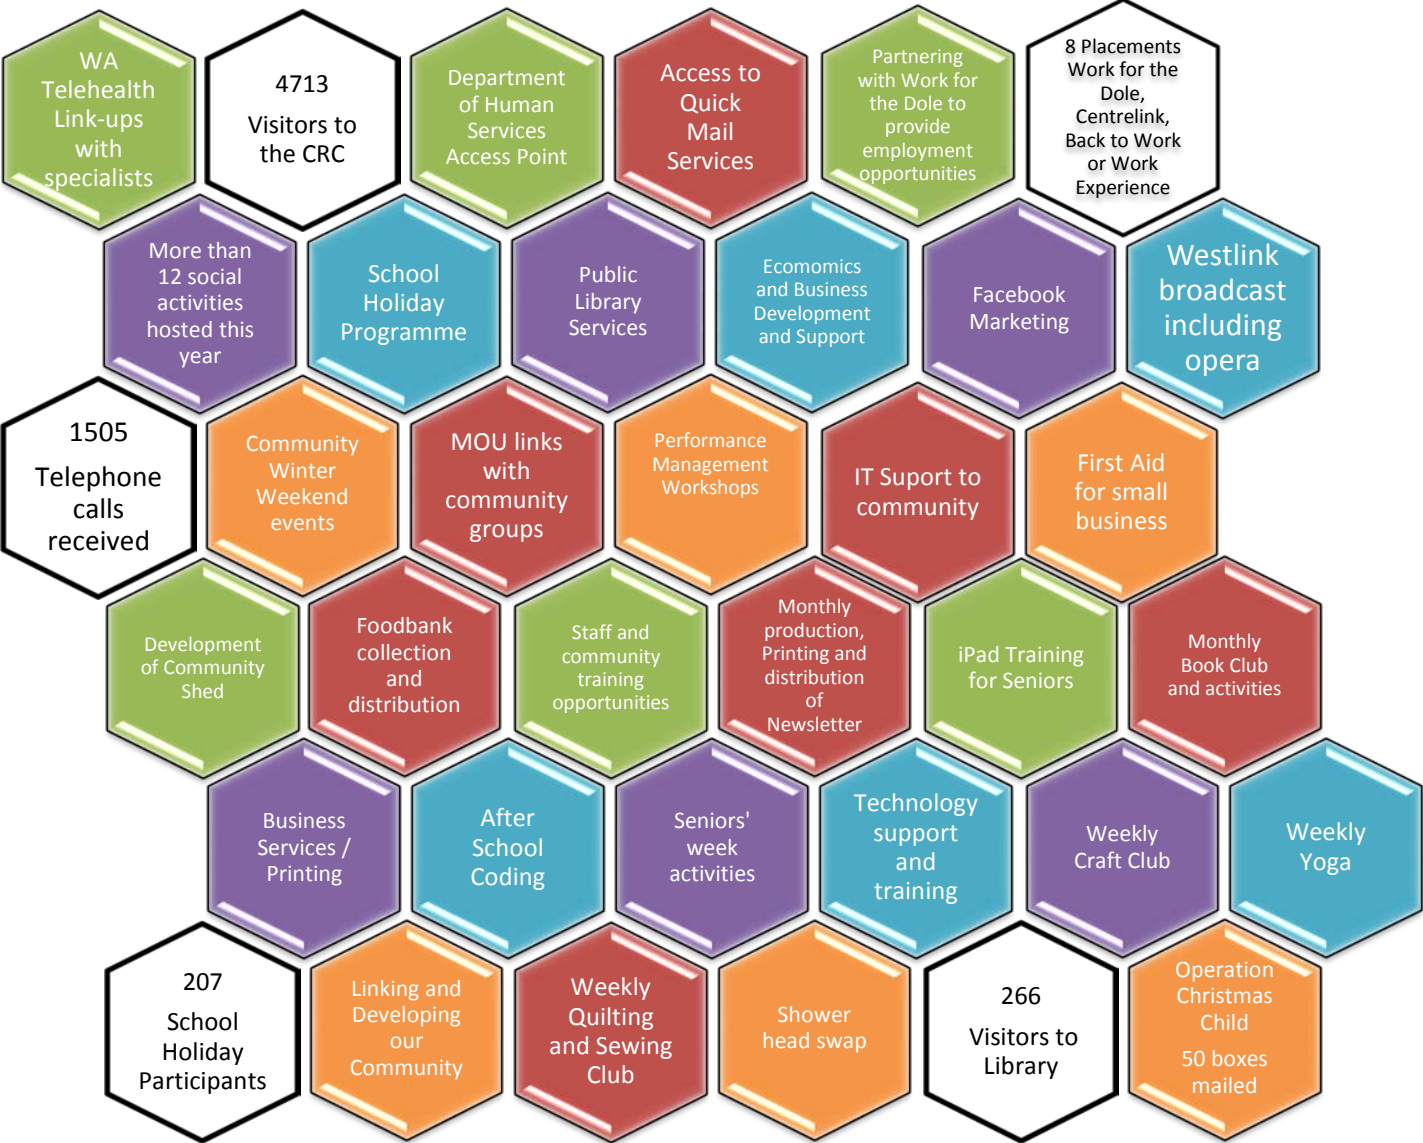 WA
Telehealth
Link-ups
with
specialists
4713
Visitors to
the CRC
Department
of Human
Services
Access Point
Access to
Quick
Mail
Services
Partnering
with Work for
the Dole to
provide
employment
opportunities
8 Placements
Work for the
Dole,
Centrelink,
Back to Work
or Work
Experience
More than
12 social
activities
hosted this
year
School
Holiday
Programme
Public
Library
Services
Ecomomics
and Business
Development
and Support
Facebook
Marketing
Westlink
broadcast
including
opera
1505
Telephone
calls
received
Community
Winter
Weekend
events
MOU links
with
community
groups
Performance
Management
Workshops
IT Suport to
community
First Aid
for small
business
Development
of Community
Shed
Foodbank
collection
and
distribution
Staff and
community
training
opportunities
Monthly
production,
Printing and
distribution
of
Newsletter
iPad Training
for Seniors
Monthly
Book Club
and activities
Business
Services /
Printing
After
School
Coding
Seniors'
week
activities
Technology
support
and
training
Weekly
Craft Club
Weekly
Yoga
207
School
Holiday
Participants
Linking and
Developing
our
Community
Weekly
Quilting
and Sewing
Club
Shower
head swap
266
Visitors to
Library
Operation
Christmas
Child
50 boxes
mailed